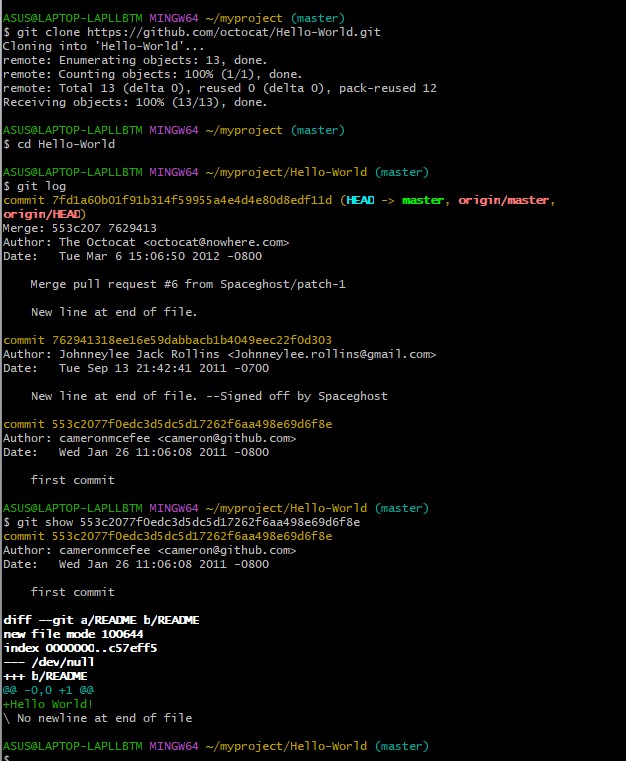 ASUS@LAPTOP-LAPLLBTM MINGW64 ~/myproject (master)
$ git clone https://github.com/octocat/Hello-World.git
Cloning into 'Hello-World'...
remote: Enumerating objects: 13, done.
remote: Counting objects: 100% (1/1), done.
remote: Total 13 (delta 0), reused 0 (delta 0), pack-reused 12
Receiving objects: 100% (13/13), done.
ASUS@LAPTOP-LAPLLBTM MINGW64 ~/myproject (master)
$ cd Hello-World
ASUS@LAPTOP-LAPLLBTM MINGW64 ~/myproject/Hello-World (master)
$ git log
commit 7fd1a60b01f91b314f59955a4e4d4e80d8edf11d (HEAD -> master, origin/master,
origin/HEAD)
Merge: 553c207 7629413
Author: The Octocat <octocat@nowhere.com>
Date:   Tue Mar 6 15:06:50 2012 -0800
    Merge pull request #6 from Spaceghost/patch-1
    New line at end of file.
commit 762941318ee16e59dabbacb1b4049eec22f0d303
Author: Johnneylee Jack Rollins <Johnneylee.rollins@gmail.com>
Date:   Tue Sep 13 21:42:41 2011 -0700
    New line at end of file. --Signed off by Spaceghost
commit 553c2077f0edc3d5dc5d17262f6aa498e69d6f8e
Author: cameronmcefee <cameron@github.com>
Date:   Wed Jan 26 11:06:08 2011 -0800
    first commit
ASUS@LAPTOP-LAPLLBTM MINGW64 ~/myproject/Hello-World (master)
$ git show 553c2077f0edc3d5dc5d17262f6aa498e69d6f8e
commit 553c2077f0edc3d5dc5d17262f6aa498e69d6f8e
Author: cameronmcefee <cameron@github.com>
Date:   Wed Jan 26 11:06:08 2011 -0800
    first commit
diff --git a/README b/README
new file mode 100644
index 0000000..c57eff5
--- /dev/null
+++ b/README
@@ -0,0 +1 @@
+Hello World!
\ No newline at end of file
ASUS@LAPTOP-LAPLLBTM MINGW64 ~/myproject/Hello-World (master)
$